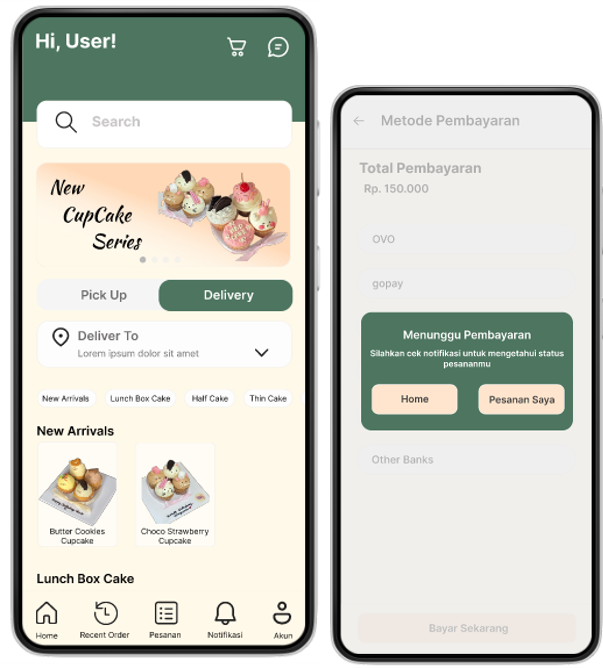 Hi, User!
Search
New
CupCake
Series
Pick Up
Delivery
Deliver To
Lorem ipsum dolor sit amet
New Arrivals
Lunch Box Cake
Half Cake
Thin Cake
New Arrivals
Butter Cookies
Cupcake
Choco Strawberry
Cupcake
Lunch Box Cake
Home
Recent Order
Pesanan
Notifikasi
Akun
Metode Pembayaran
Total Pembayaran
Rp. 150.000
OVO
gopay
Menunggu Pembayaran
Silahkan cek notifikasi untuk mengetahui status
pesananmu
Home
Pesanan Saya
Other Banks
Bayar Sekarang